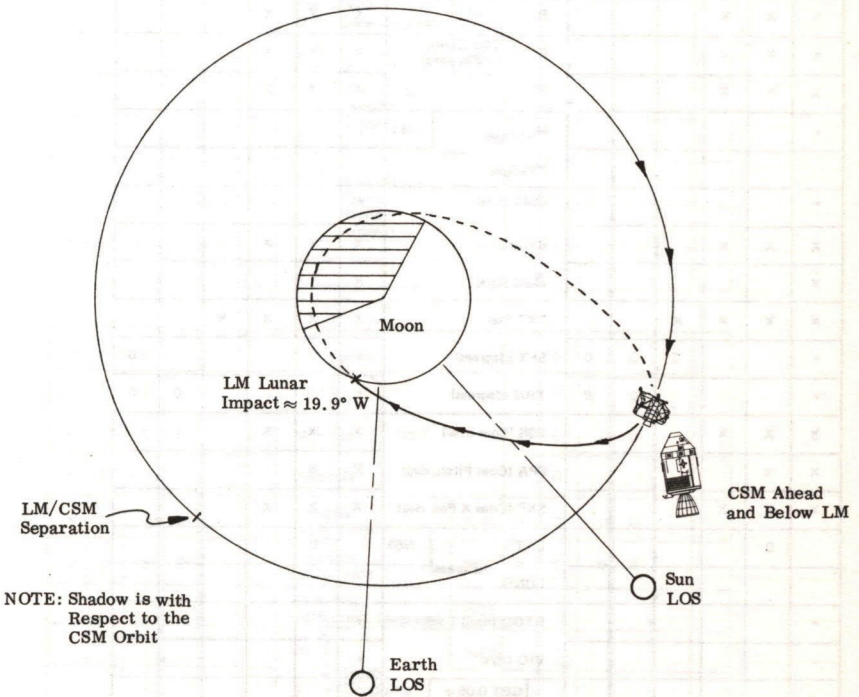 Moon
LM Lunar
Impact ≈ 19.9° W
CSM Ahead
and Below LM
LM/CSM
Separation
NOTE: Shadow is with
Respect to the
CSM Orbit
Sun
LOS
Earth
LOS